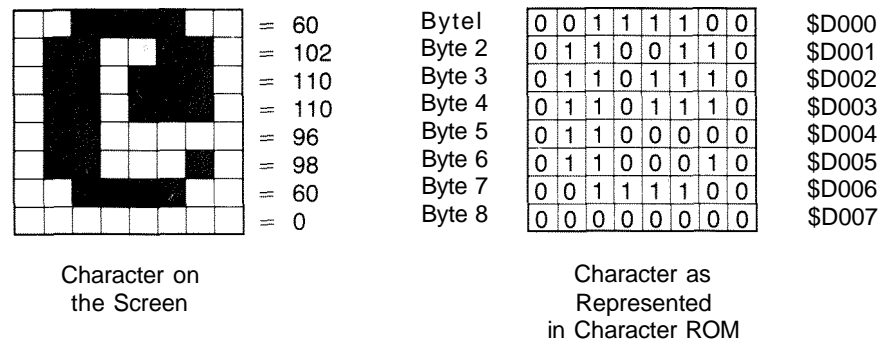 = 60
= 102
= 110
= 110
= 96
= 98
= 60
= 0
Character on
the Screen
Bytel 0 0 1 1 1 1 0 0 $D000
Byte 2 0 1 1 0 0 1 1 0 $D001
Byte 3 0 1 1 0 1 1 1 0 $D002
Byte 4 0 1 1 0 1 1 1 0 $D003
Byte 5 0 1 1 0 0 0 0 0 $D004
Byte 6 0 1 1 0 0 0 1 0 $D005
Byte 7 0 0 1 1 1 1 0 0 $D006
Byte 8 0 0 0 0 0 0 0 0 $D007
Character as
Represented
in Character ROM